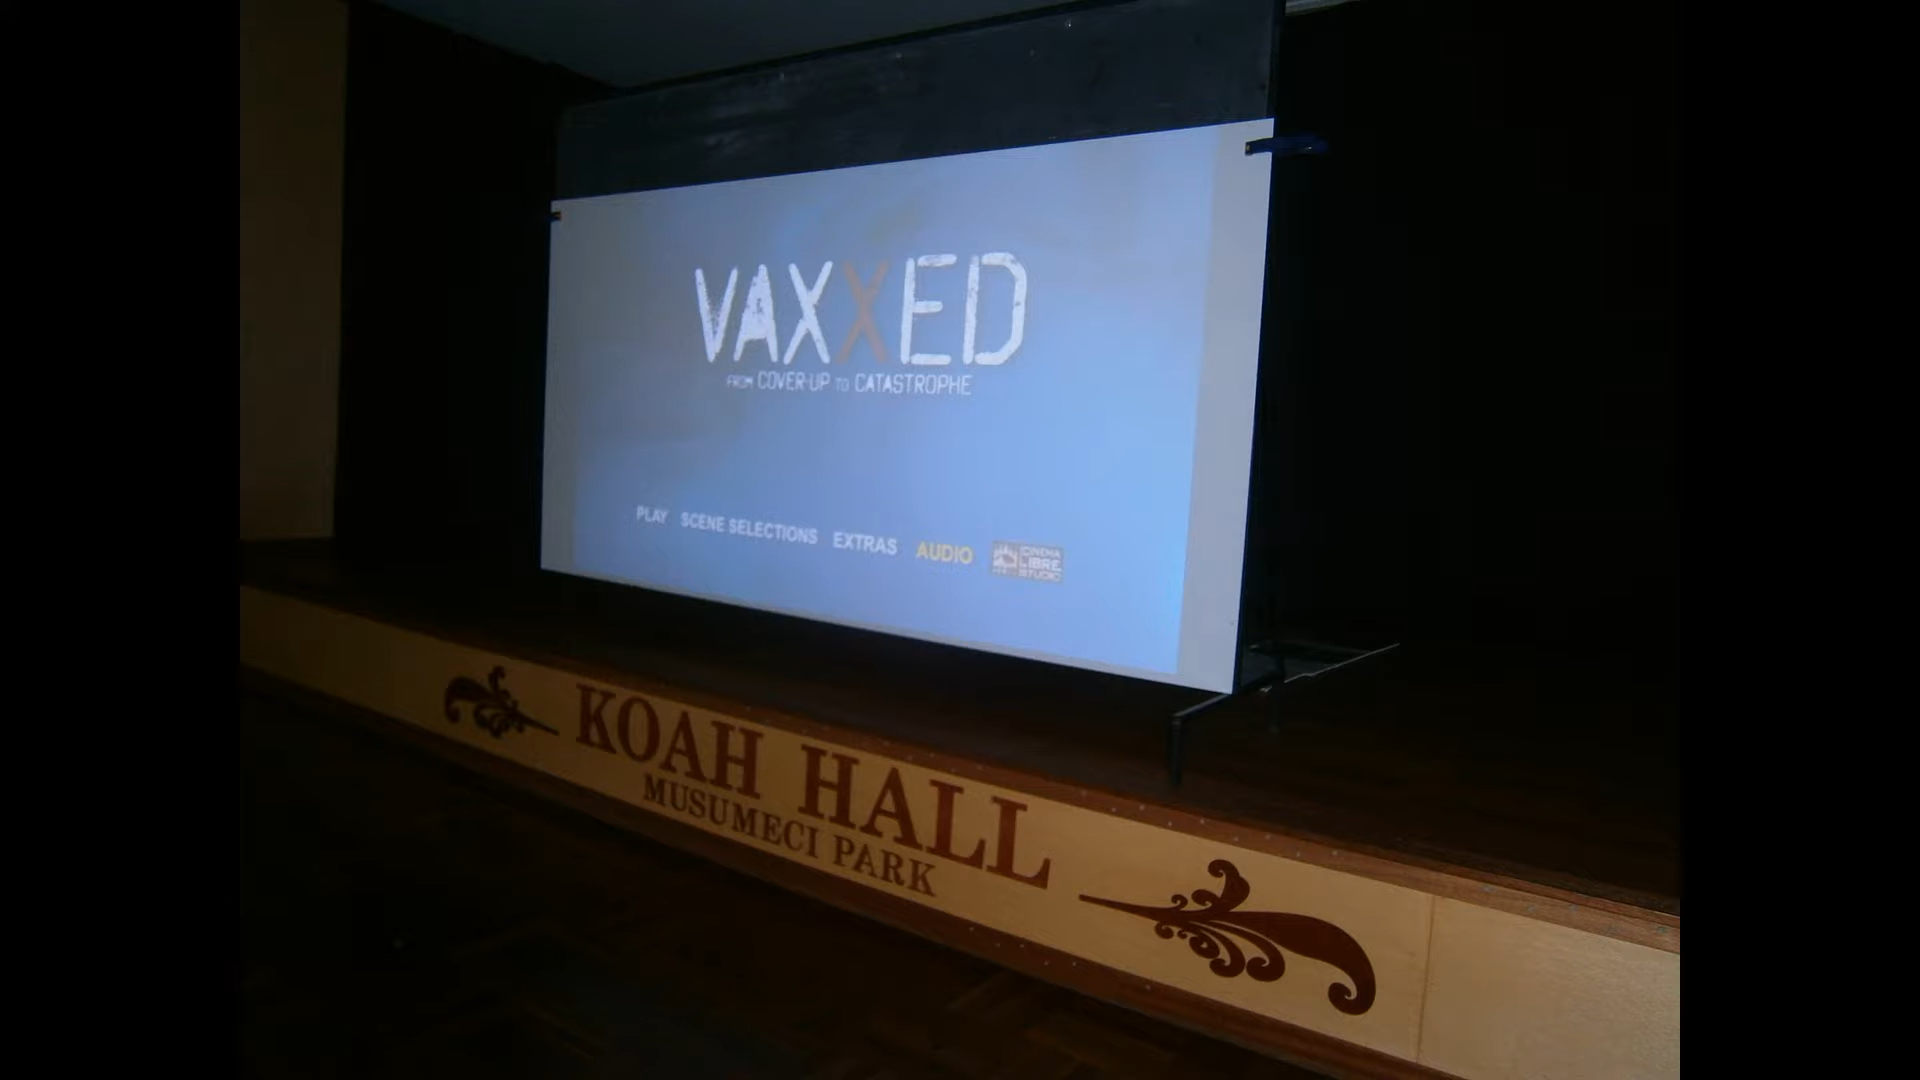 VAXXED
FROM COVER-UP TO CATASTROPHE
PLAY SCENE SELECTIONS EXTRAS AUDIO
CINEMA
LIBRE
STUDIO
KOAH HALL
MUSUMECI PARK